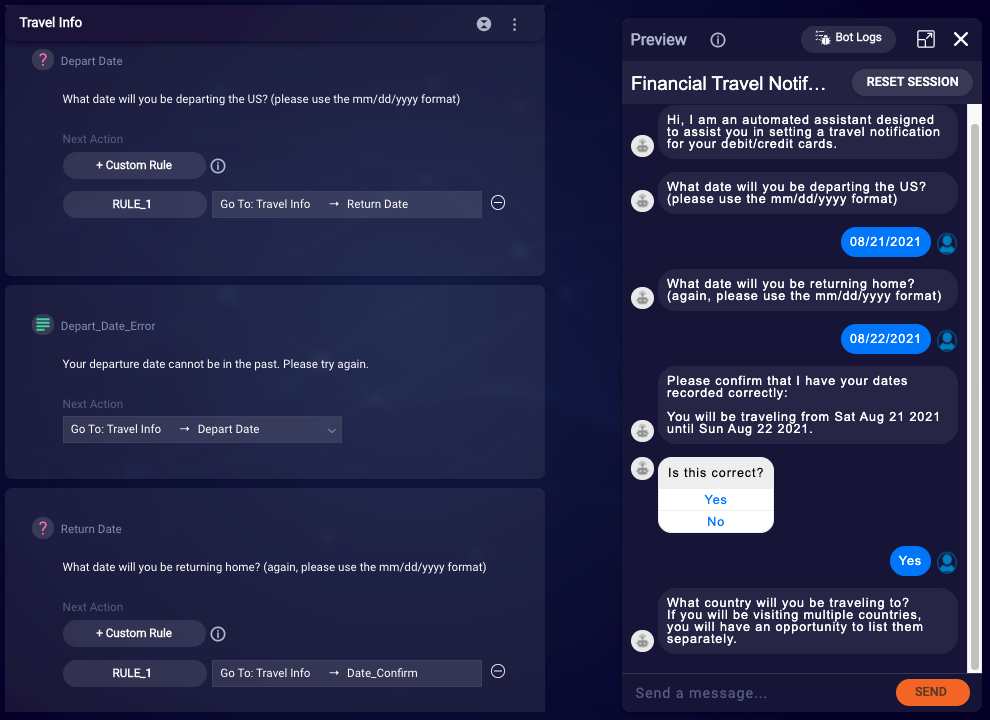 Travel Info
?
Depart Date
What date will you be departing the US? (please use the mm/dd/yyyy format)
Next Action
+ Custom Rule
RULE_1
Go To: Travel Info → Return Date
Depart_Date_Error
Your departure date cannot be in the past. Please try again.
Next Action
Go To: Travel Info → Depart Date
?
Return Date
What date will you be returning home? (again, please use the mm/dd/yyyy format)
Next Action
+ Custom Rule
RULE_1
Go To: Travel Info → Date_Confirm
Preview
Bot Logs
Financial Travel Notif...
RESET SESSION
Hi, I am an automated assistant designed
to assist you in setting a travel notification
for your debit/credit cards.
What date will you be departing the US?
(please use the mm/dd/yyyy format)
08/21/2021
What date will you be returning home?
(again, please use the mm/dd/yyyy format)
08/22/2021
Please confirm that I have your dates
recorded correctly:
You will be traveling from Sat Aug 21 2021
until Sun Aug 22 2021.
Is this correct?
Yes
No
Yes
What country will you be traveling to?
If you will be visiting multiple countries,
you will have an opportunity to list them
separately.
Send a message...
SEND